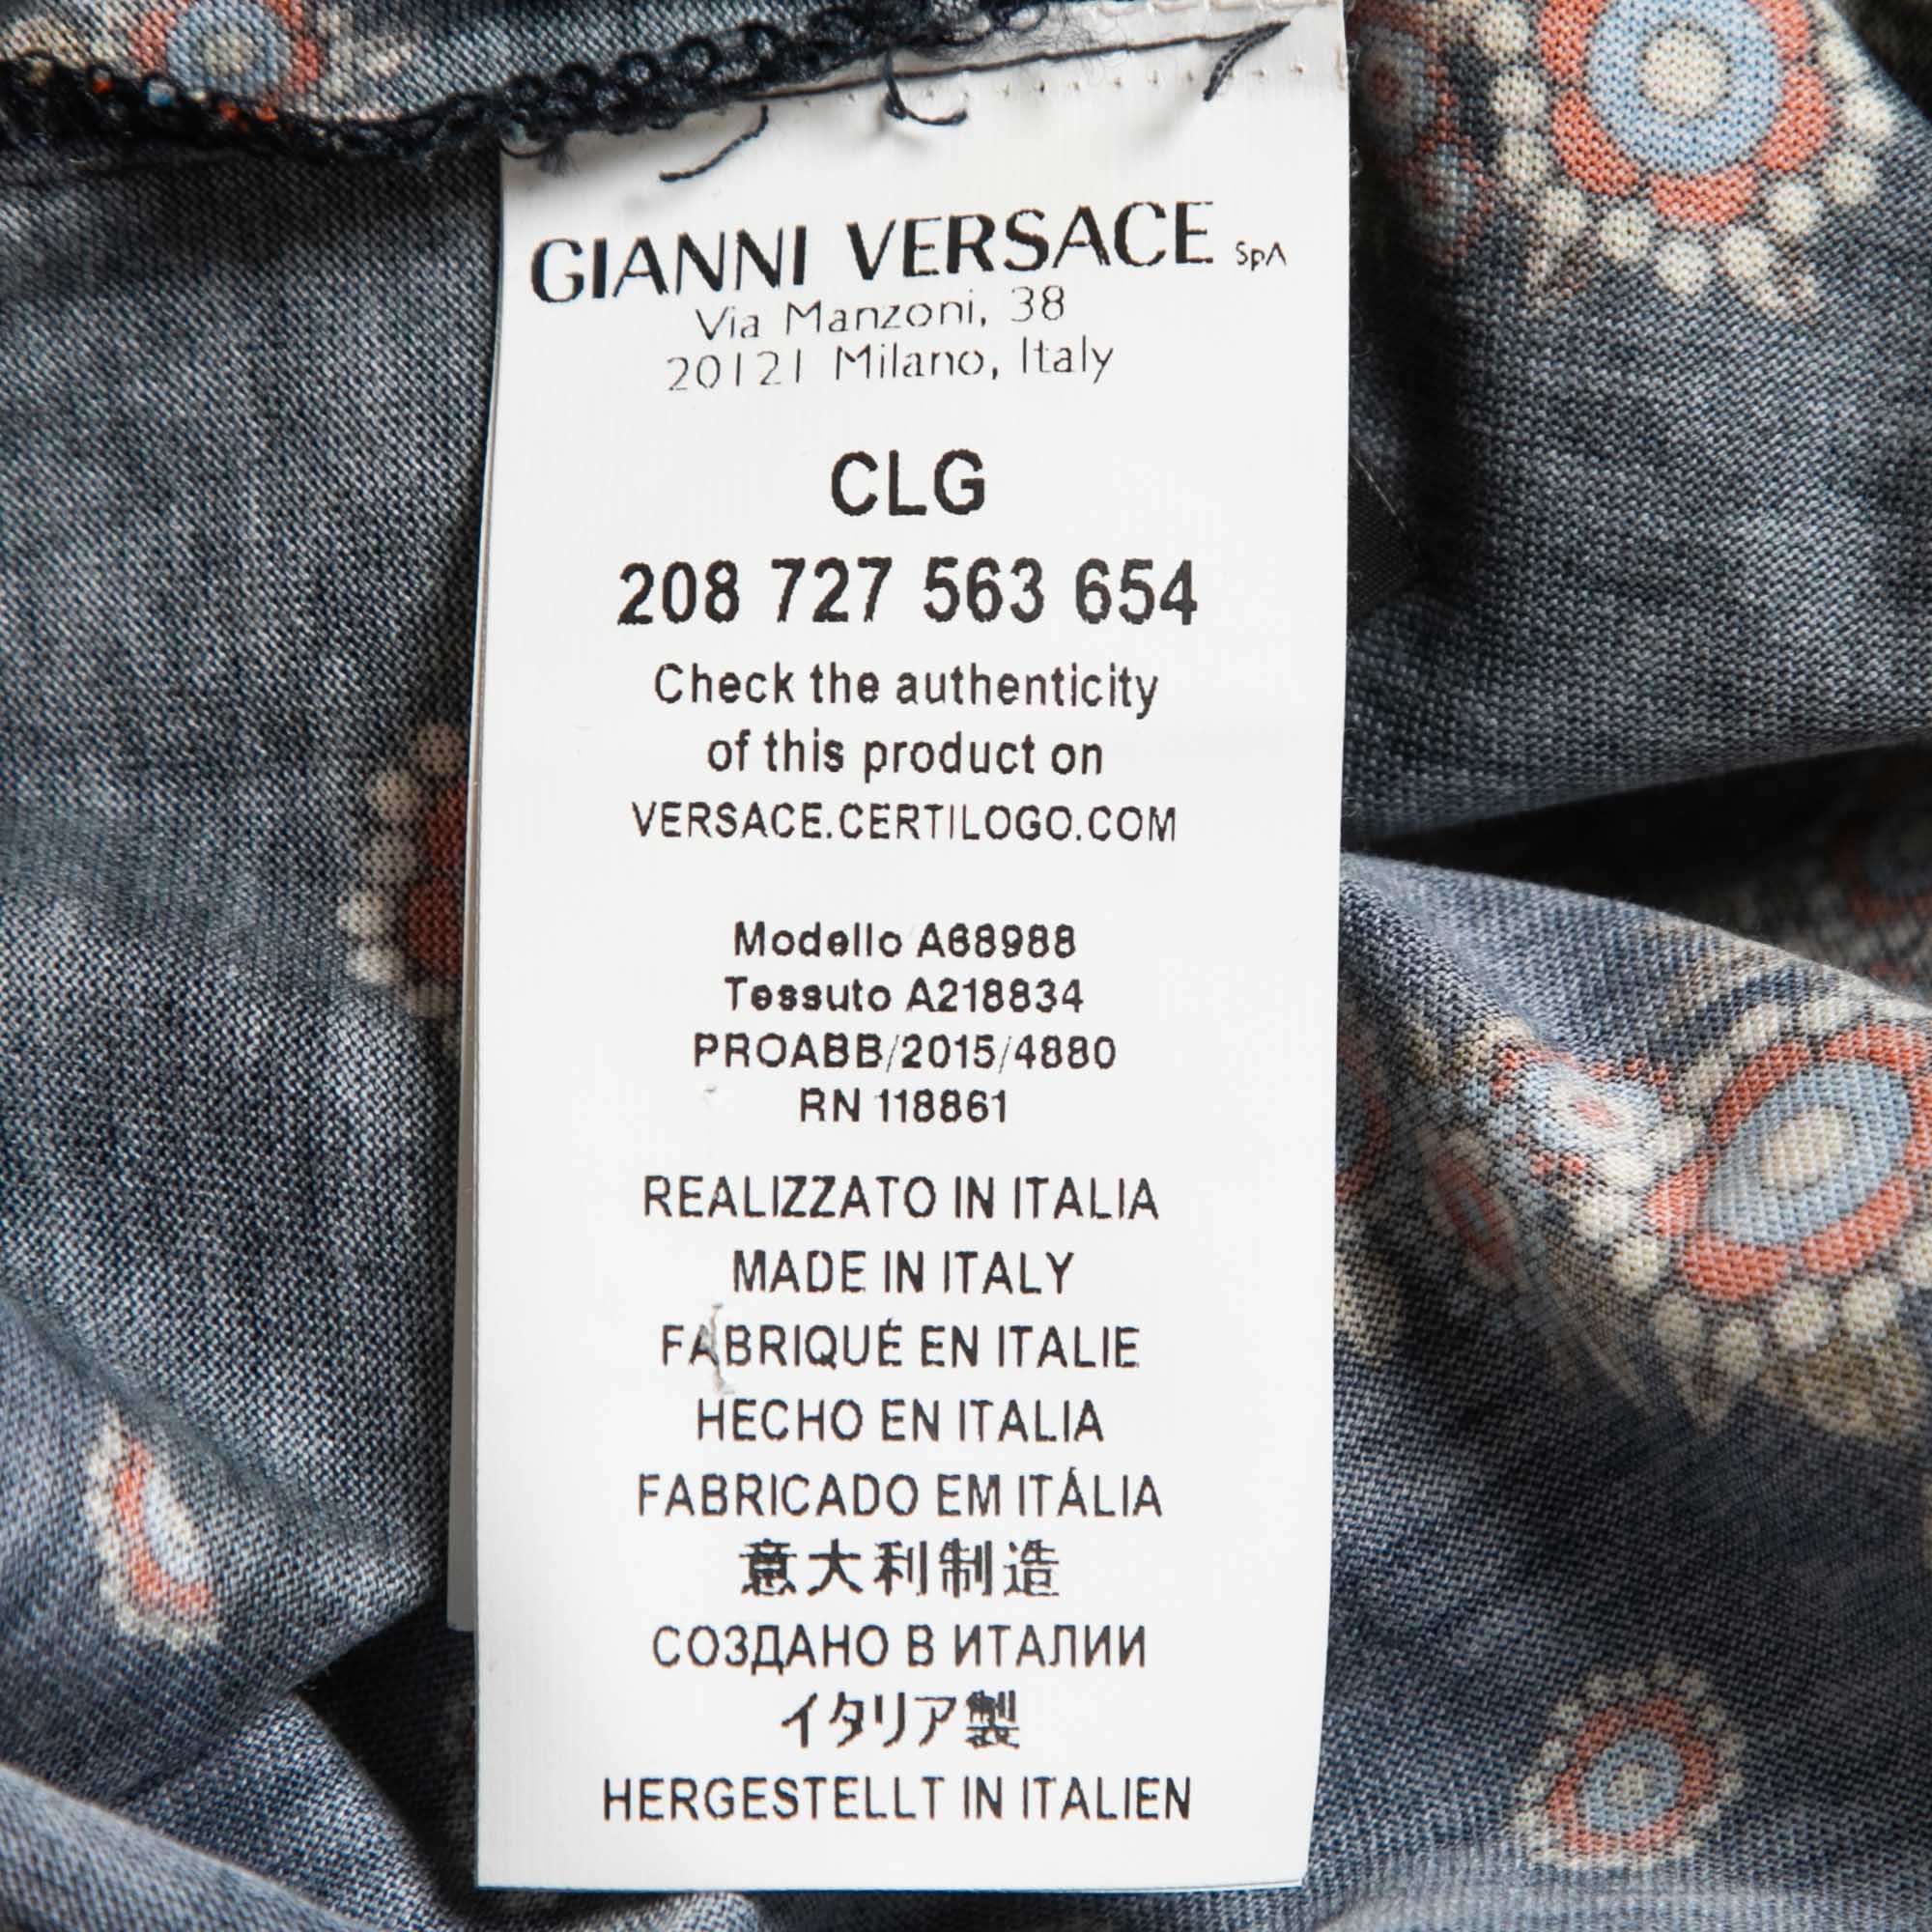 GIANNI VERSACE SpA
Via Manzoni, 38
20121 Milano, Italy
CLG
208 727 563 654
Check the authenticity
of this product on
VERSACE.CERTILOGO.COM
Modello A68988
Tessuto A218834
PROABB/2015/4880
RN 118861
REALIZZATO IN ITALIA
MADE IN ITALY
FABRIQUÉ EN ITALIE
HECHO EN ITALIA
FABRICADO EM ITÁLIA
意大利制造
СОЗДАНО В ИТАЛИИ
イタリア製
HERGESTELLT IN ITALIEN